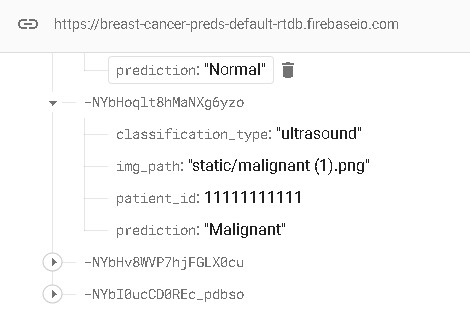 https://breast-cancer-preds-default-rtdb.firebaseio.com
prediction: "Normal"
-NYbHoqlt8hMaNXg6yzo
classification_type: "ultrasound"
img_path: "static/malignant (1).png"
patient_id: 11111111111
prediction: "Malignant"
-NYbHv8WVP7hjFGLX0cu
-NYbI0ucCD0REc_pdbso